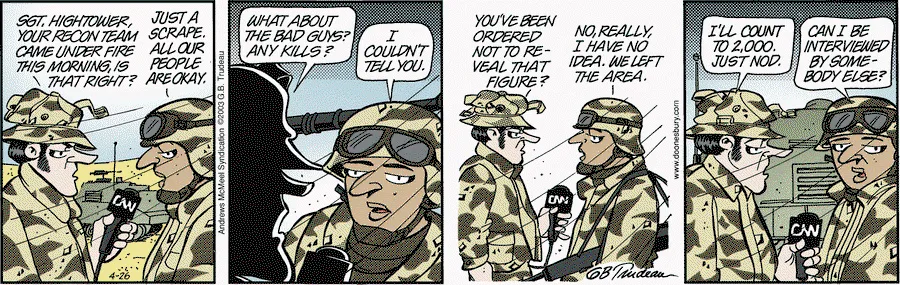 SGT. HIGHTOWER,
YOUR RECON TEAM
CAME UNDER FIRE
THIS MORNING, IS
THAT RIGHT?
JUST A
SCRAPE.
ALL OUR
PEOPLE
ARE OKAY.
CNN
4-26
Andrews McMeel Syndication ©2003 G.B. Trudeau
WHAT ABOUT
THE BAD GUYS?
ANY KILLS?
I
COULDN'T
TELL YOU.
YOU'VE BEEN
ORDERED
NOT TO RE-
VEAL THAT
FIGURE?
NO, REALLY,
I HAVE NO
IDEA. WE LEFT
THE AREA.
CNN
GB Trudeau
www.doonesbury.com
I'LL COUNT
TO 2,000.
JUST NOD.
CAN I BE
INTERVIEWED
BY SOME-
BODY ELSE?
CNN